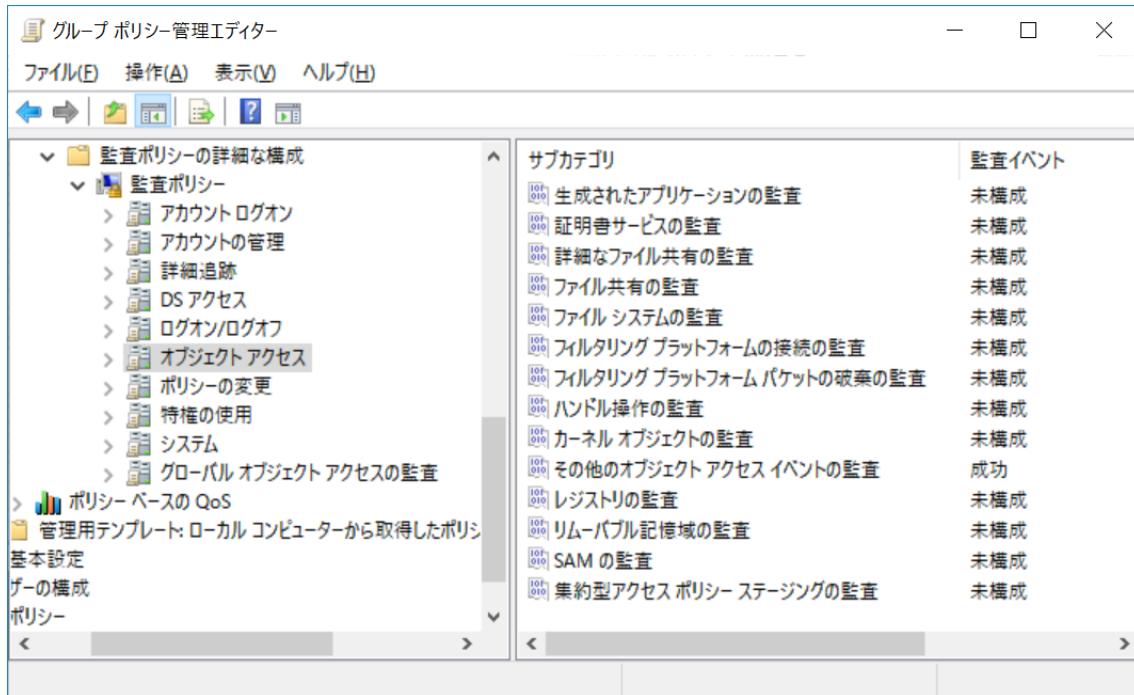 グループ ポリシー管理エディター
ファイル(F) 操作(A) 表示(V) ヘルプ(H)
監査ポリシーの詳細な構成
監査ポリシー
アカウント ログオン
アカウントの管理
詳細追跡
DS アクセス
ログオン/ログオフ
オブジェクト アクセス
ポリシーの変更
特権の使用
システム
グローバル オブジェクト アクセスの監査
ポリシー ベースの QoS
管理用テンプレート: ローカル コンピューターから取得したポリシ
基本設定
ザーの構成
ポリシー
サブカテゴリ 監査イベント
生成されたアプリケーションの監査 未構成
証明書サービスの監査 未構成
詳細なファイル共有の監査 未構成
ファイル共有の監査 未構成
ファイル システムの監査 未構成
フィルタリング プラットフォームの接続の監査 未構成
フィルタリング プラットフォーム パケットの破棄の監査 未構成
ハンドル操作の監査 未構成
カーネル オブジェクトの監査 未構成
その他のオブジェクト アクセス イベントの監査 成功
レジストリの監査 未構成
リムーバブル記憶域の監査 未構成
SAM の監査 未構成
集約型アクセス ポリシー ステージングの監査 未構成